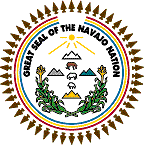 GREAT SEAL OF THE NAVAJO NATION